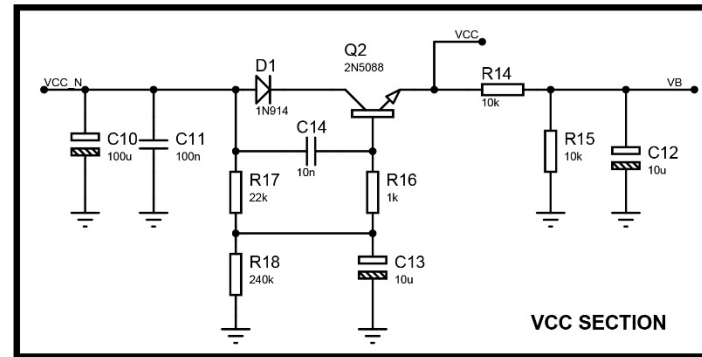 VCC_N
C10
100u
C11
100n
D1
1N914
Q2
2N5088
VCC
R14
10k
VB
C14
10n
R17
22k
R16
1k
R15
10k
C12
10u
R18
240k
C13
10u
VCC SECTION